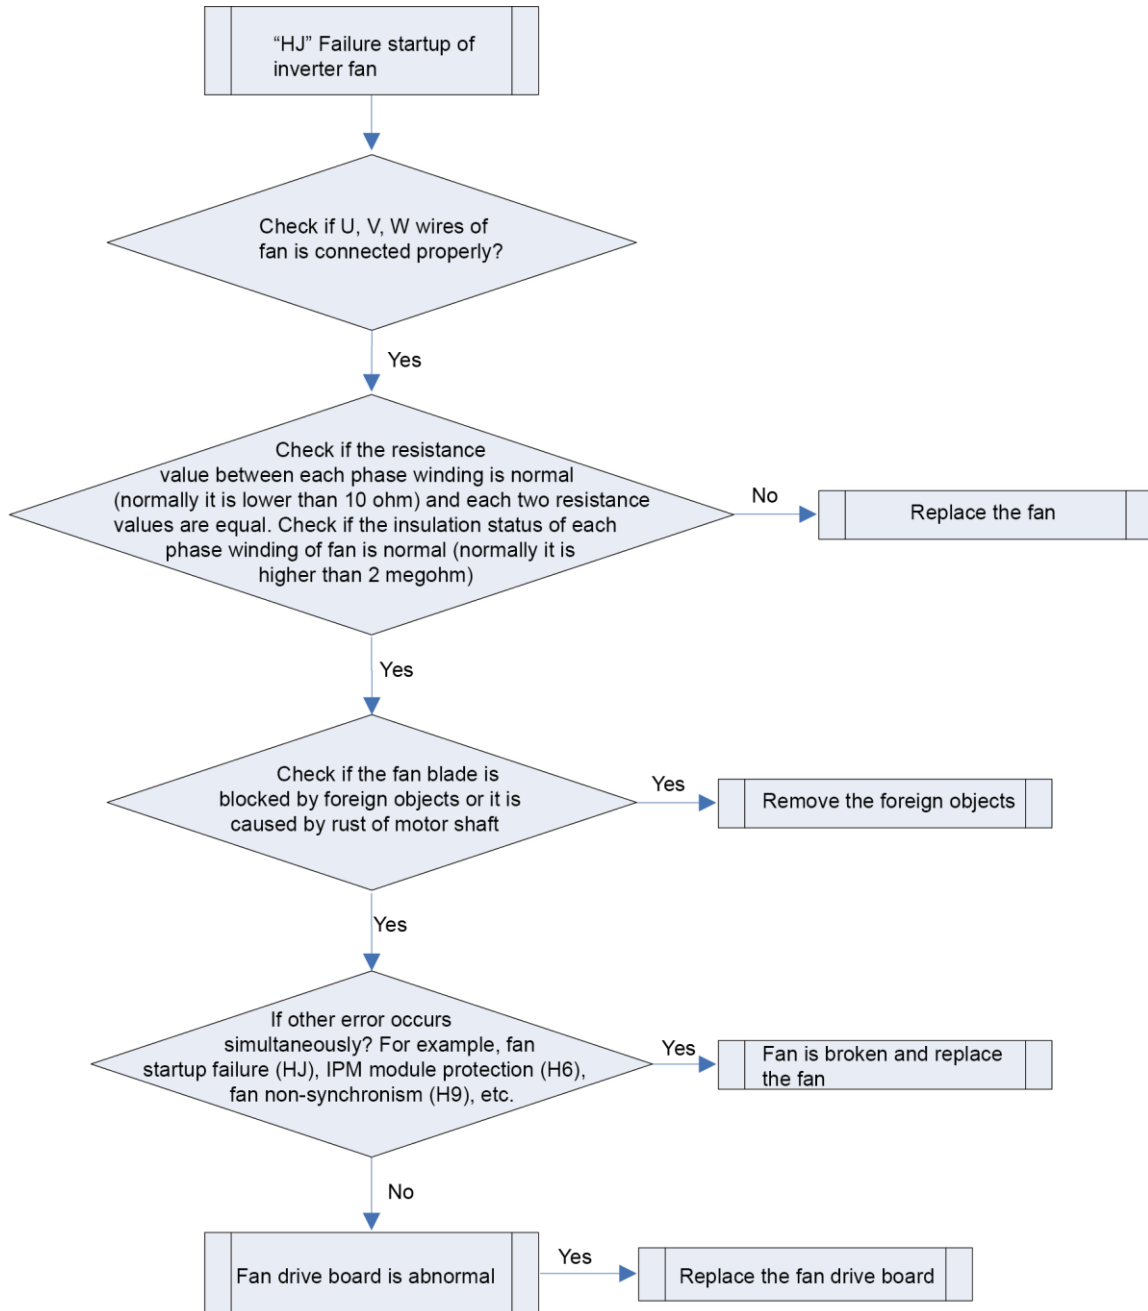 “HJ” Failure startup of
inverter fan
Check if U, V, W wires of
fan is connected properly?
Yes
Check if the resistance
value between each phase winding is normal
(normally it is lower than 10 ohm) and each two resistance
values are equal. Check if the insulation status of each
phase winding of fan is normal (normally it is
higher than 2 megohm)
No
Replace the fan
Yes
Check if the fan blade is
blocked by foreign objects or it is
caused by rust of motor shaft
Yes
Remove the foreign objects
Yes
If other error occurs
simultaneously? For example, fan
startup failure (HJ), IPM module protection (H6),
fan non-synchronism (H9), etc.
Yes
Fan is broken and replace
the fan
No
Fan drive board is abnormal
Yes
Replace the fan drive board